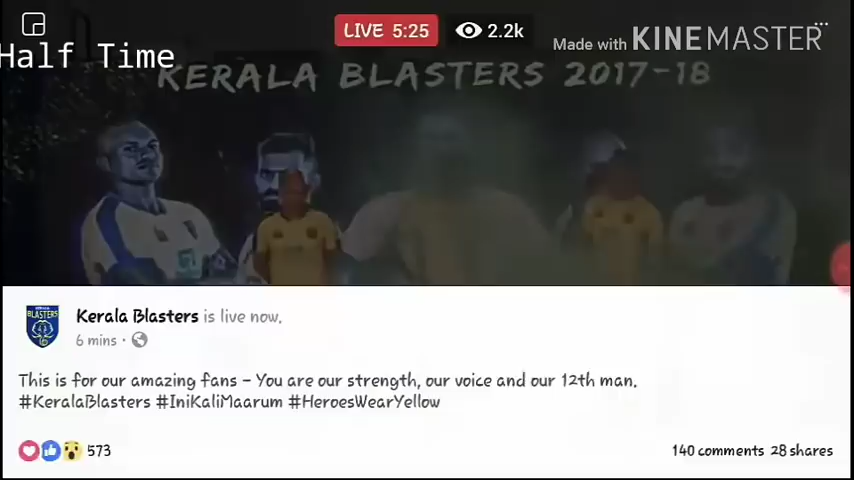 LIVE 5:25 2.2k
Made with KINEMASTER
Half Time
KERALA BLASTERS 2017-18
BLASTERS
Kerala Blasters is live now.
6 mins
This is for our amazing fans - You are our strength, our voice and our 12th man.
#KeralaBlasters #IniKaliMaarum #HeroesWearYellow
573
140 comments 28 shares